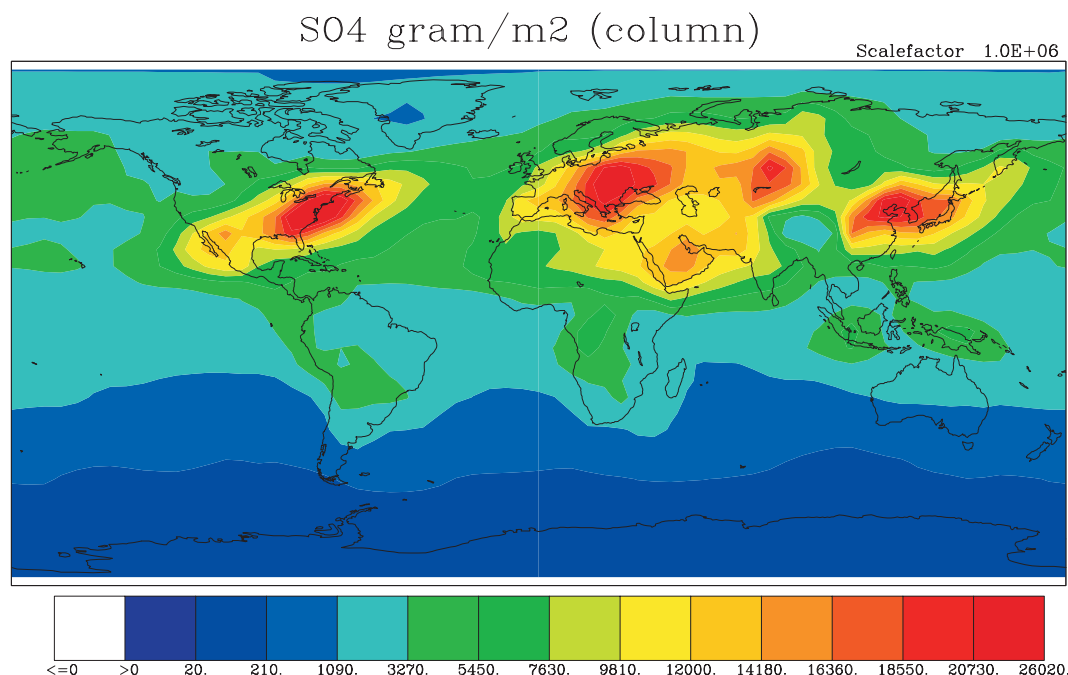 SO4 gram/m2 (column)
Scalefactor 1.0E+06
<=0 >0 20. 210. 1090. 3270. 5450. 7630. 9810. 12000. 14180. 16360. 18550. 20730. 26020.